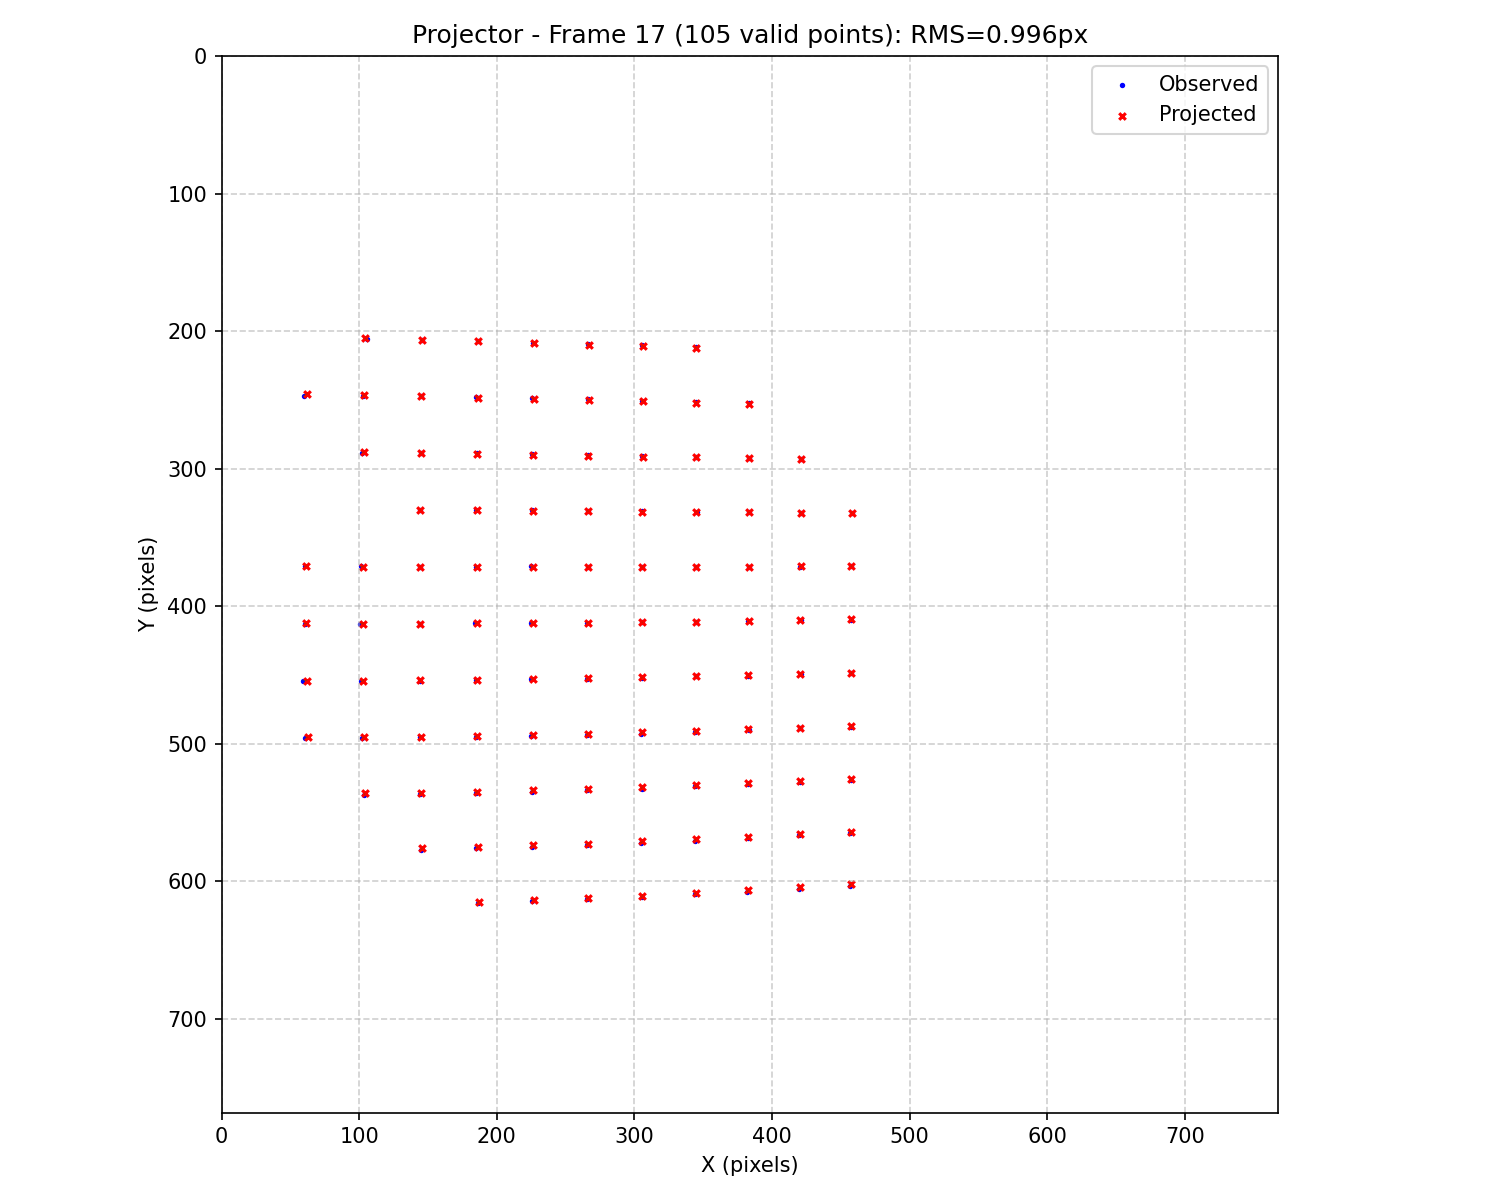 Projector - Frame 17 (105 valid points): RMS=0.996px
Observed
Projected
0
100
200
300
400
500
600
700
Y (pixels)
0 100 200 300 400 500 600 700
X (pixels)